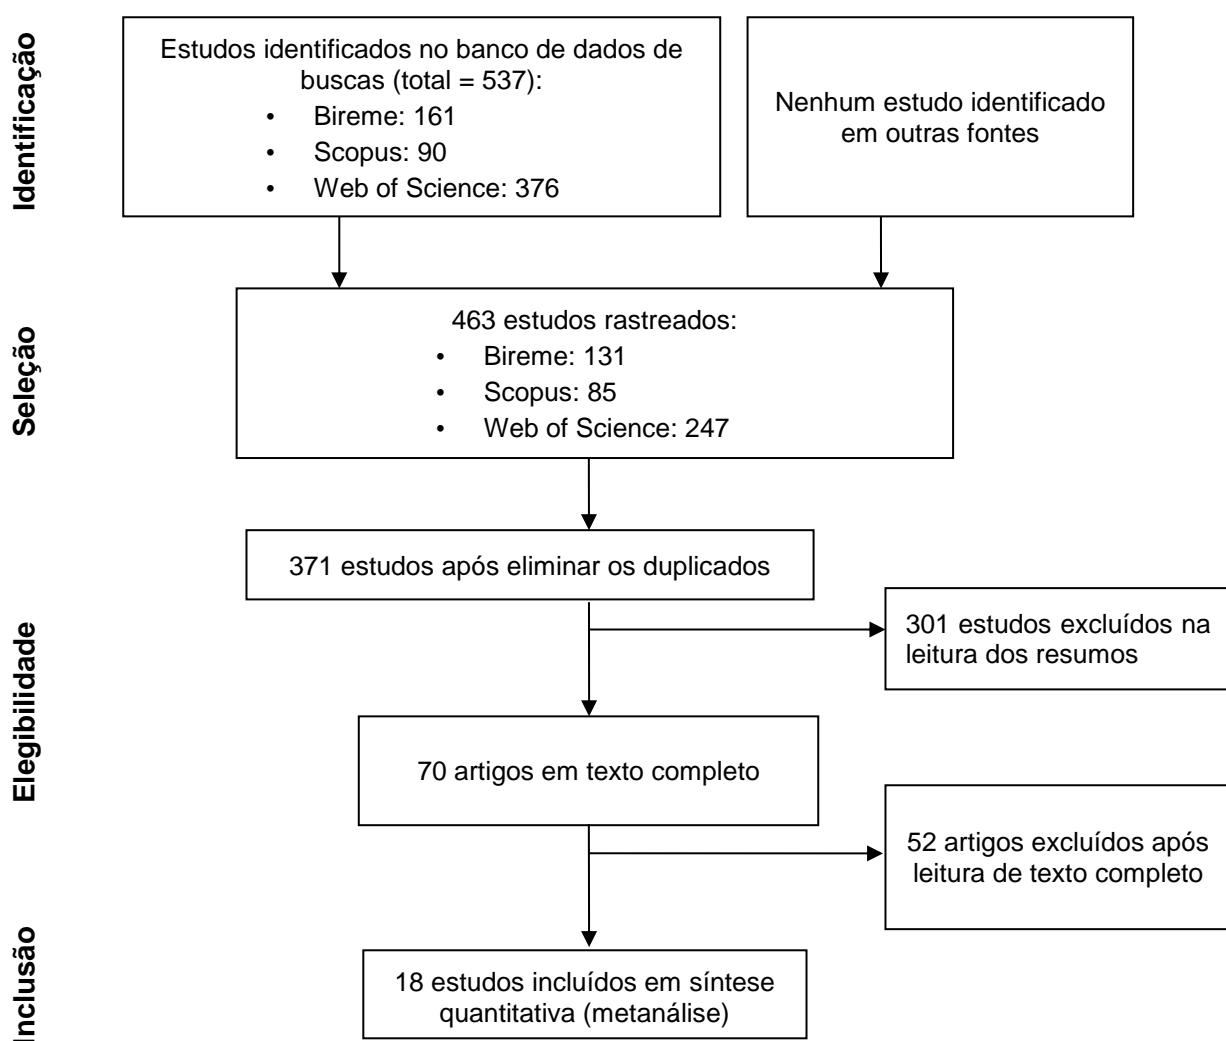 Identificação
Estudos identificados no banco de dados de
buscas (total = 537):
• Bireme: 161
• Scopus: 90
• Web of Science: 376
Nenhum estudo identificado
em outras fontes
Seleção
463 estudos rastreados:
• Bireme: 131
• Scopus: 85
• Web of Science: 247
371 estudos após eliminar os duplicados
Elegibilidade
301 estudos excluídos na
leitura dos resumos
70 artigos em texto completo
52 artigos excluídos após
leitura de texto completo
Inclusão
18 estudos incluídos em síntese
quantitativa (metanálise)